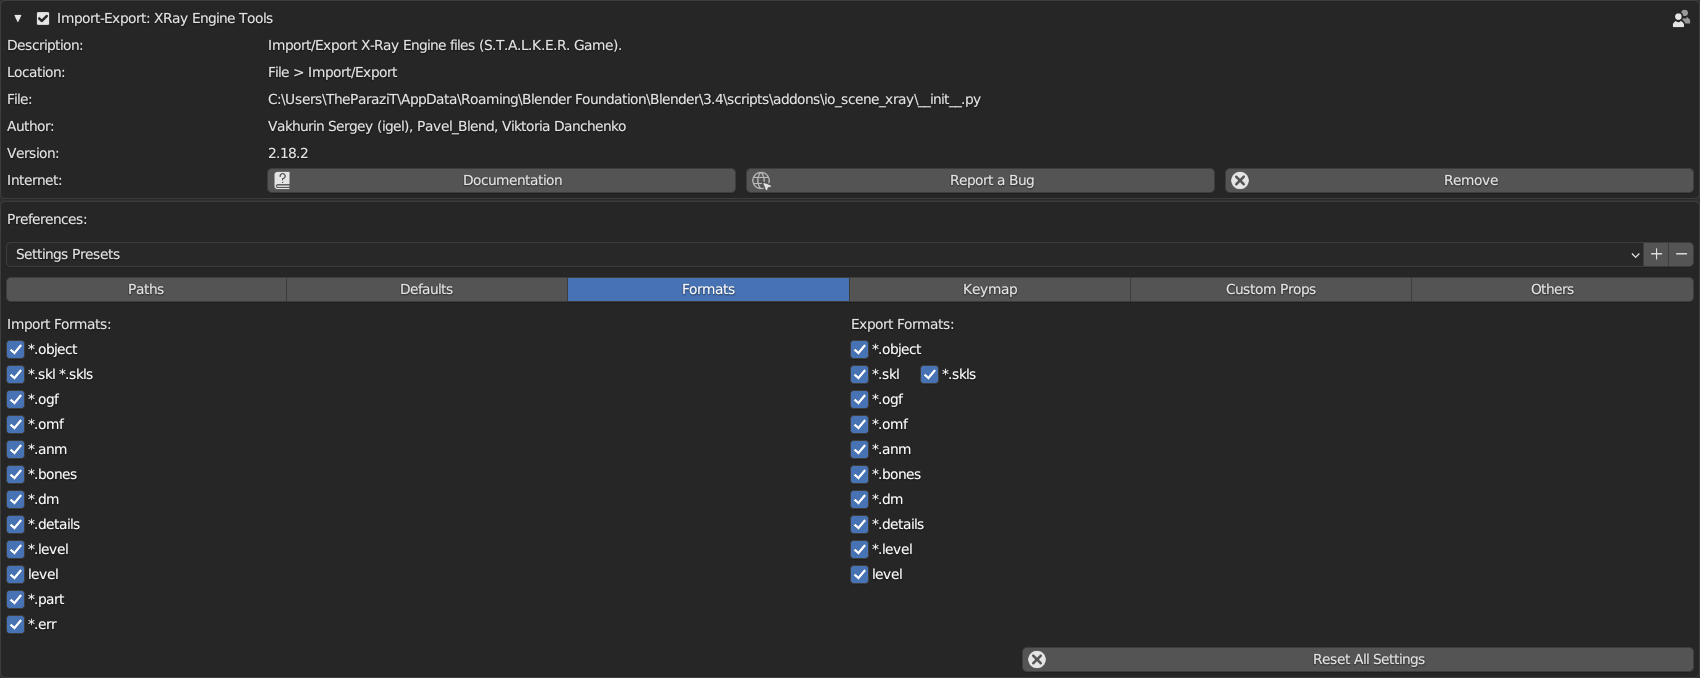 Import-Export: XRay Engine Tools
Description: Import/Export X-Ray Engine files (S.T.A.L.K.E.R. Game).
Location: File > Import/Export
File: C:\Users\TheParaziT\AppData\Roaming\Blender Foundation\Blender\3.4\scripts\addons\io_scene_xray\__init__.py
Author: Vakhurin Sergey (igel), Pavel_Blend, Viktoria Danchenko
Version: 2.18.2
Internet: Documentation Report a Bug Remove
Preferences:
Settings Presets
Paths Defaults Formats Keymap Custom Props Others
Import Formats: Export Formats:
*.object *.object
*.skl *.skls *.skl *.skls
*.ogf *.ogf
*.omf *.omf
*.anm *.anm
*.bones *.bones
*.dm *.dm
*.details *.details
*.level *.level
level level
*.part
*.err
Reset All Settings